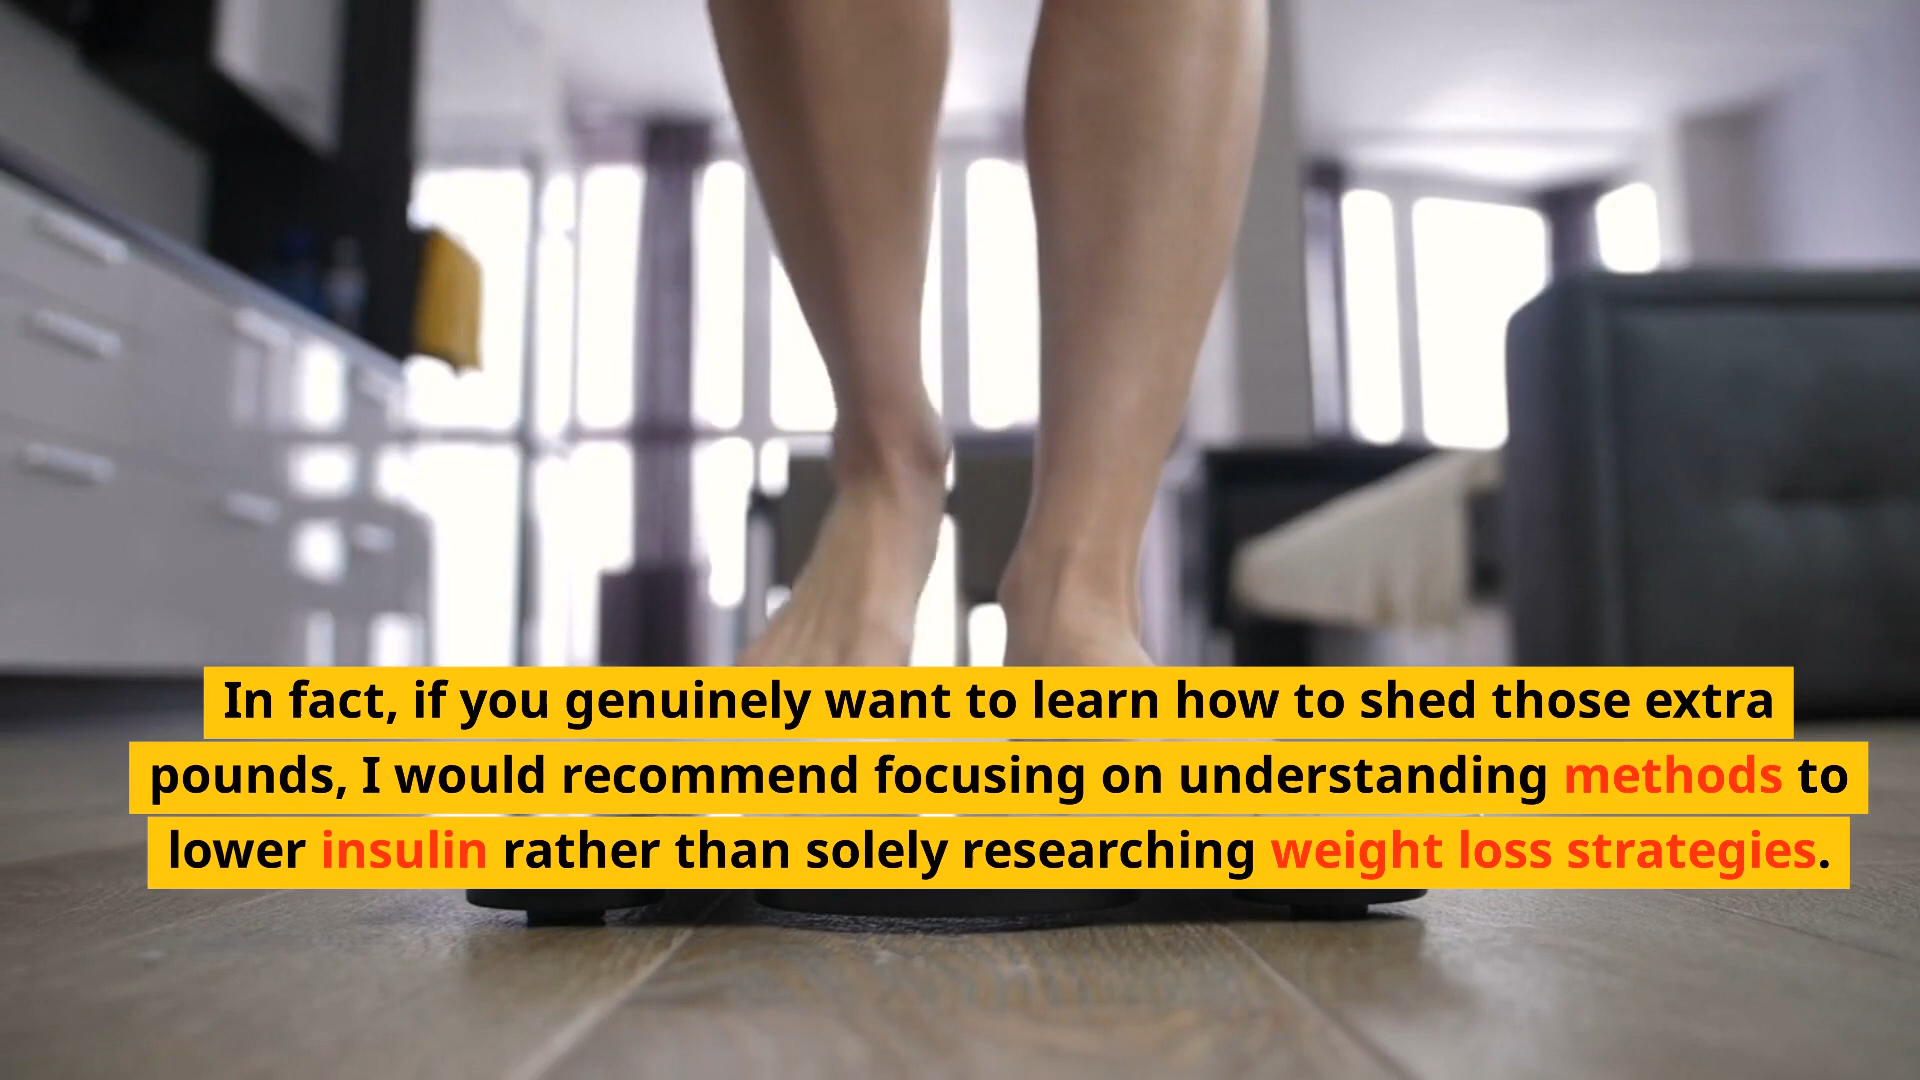 In fact, if you genuinely want to learn how to shed those extra
pounds, I would recommend focusing on understanding methods to
lower insulin rather than solely researching weight loss strategies.